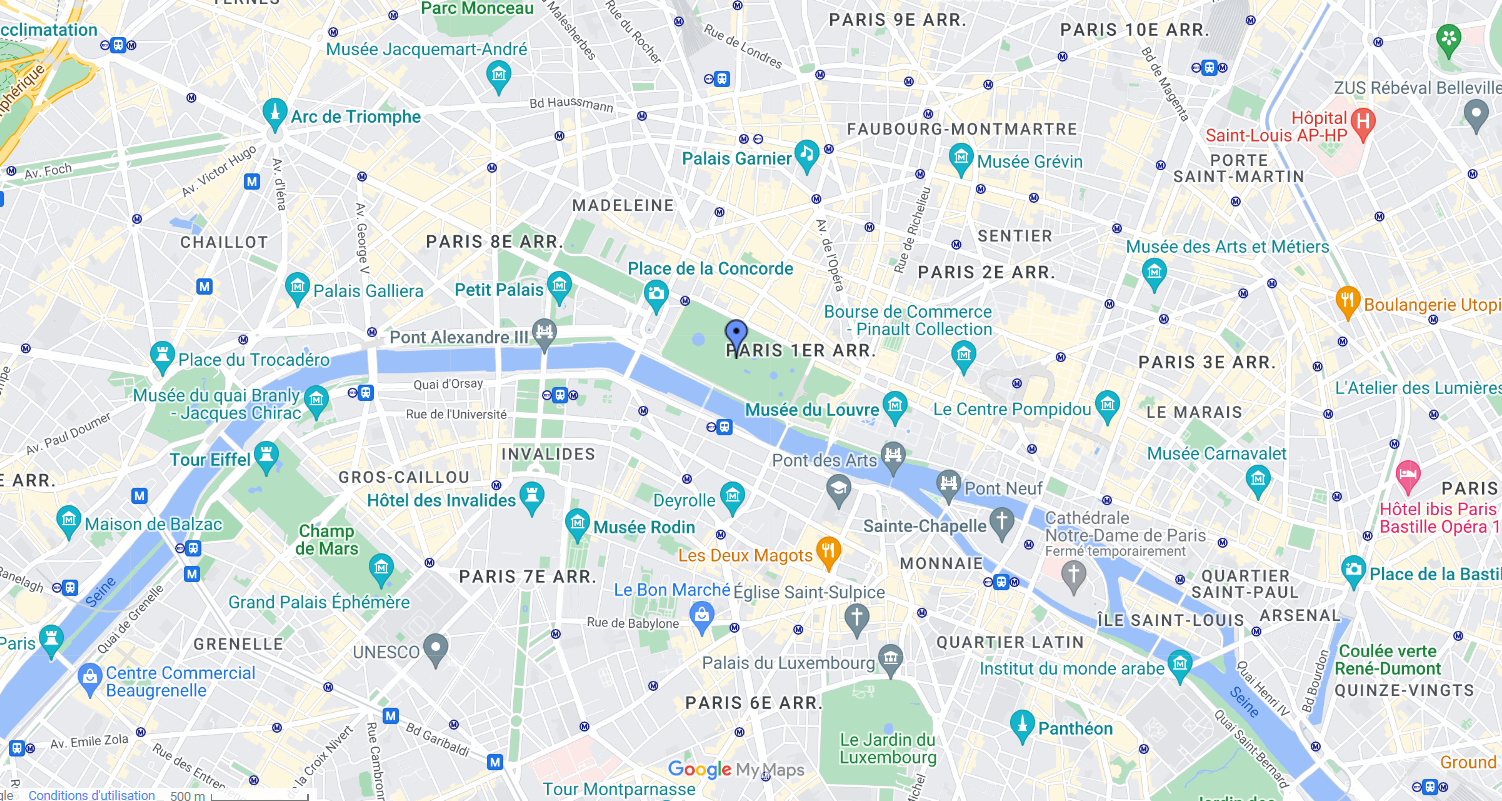 TERNES
Parc Monceau
PARIS 9E ARR.
PARIS 10E ARR.
cclimatation
Musée Jacquemart-André
Bd Malesherbes
Rue du Rocher
Rue de Londres
Bd de Magenta
phérique
ZUS Rébéval Belleville
Bd Haussmann
Arc de Triomphe
FAUBOURG-MONTMARTRE
Hôpital
Saint-Louis AP-HP
Palais Garnier
Musée Grévin
PORTE
SAINT-MARTIN
Av. Foch
Av. Victor Hugo
Av. d'Iéna
MADELEINE
Av. George V
Av. de l'Opéra
Rue de Richelieu
CHAILLOT
PARIS 8E ARR.
SENTIER
Musée des Arts et Métiers
Place de la Concorde
PARIS 2E ARR.
Palais Galliera
Petit Palais
Bourse de Commerce
- Pinault Collection
Boulangerie Utopi
Pont Alexandre III
PARIS 1ER ARR.
Place du Trocadéro
PARIS 3E ARR.
Quai d'Orsay
L'Atelier des Lumières
Musée du quai Branly
- Jacques Chirac
Rue de l'Université
Musée du Louvre
Le Centre Pompidou
LE MARAIS
Av. Paul Doumer
INVALIDES
Musée Carnavalet
Tour Eiffel
Pont des Arts
E ARR.
GROS-CAILLOU
Pont Neuf
PARIS
Hôtel des Invalides
Deyrolle
Hôtel ibis Paris
Bastille Opéra 1
Maison de Balzac
Musée Rodin
Sainte-Chapelle
Cathédrale
Notre-Dame de Paris
Fermé temporairement
Champ
de Mars
Les Deux Magots
MONNAIE
PARIS 7E ARR.
QUARTIER
SAINT-PAUL
Place de la Bastil
Ranelagh
Seine
Quai de Grenelle
Grand Palais Éphémère
Le Bon Marché
Église Saint-Sulpice
Rue de Babylone
ÎLE SAINT-LOUIS
ARSENAL
Paris
GRENELLE
UNESCO
QUARTIER LATIN
Coulée verte
René-Dumont
Palais du Luxembourg
Institut du monde arabe
Centre Commercial
Beaugrenelle
QUINZE-VINGTS
Bd Bourdon
Quai Henri IV
Seine
PARIS 6E ARR.
Quai Saint-Bernard
Panthéon
Av. Emile Zola
Bd Garibaldi
Le Jardin du
Luxembourg
Rue des Entre
la Croix Nivert
Rue Cambronn
Google My Maps
Ground
Tour Montparnasse
Michel
Jardin des
gle
Conditions d'utilisation
500 m